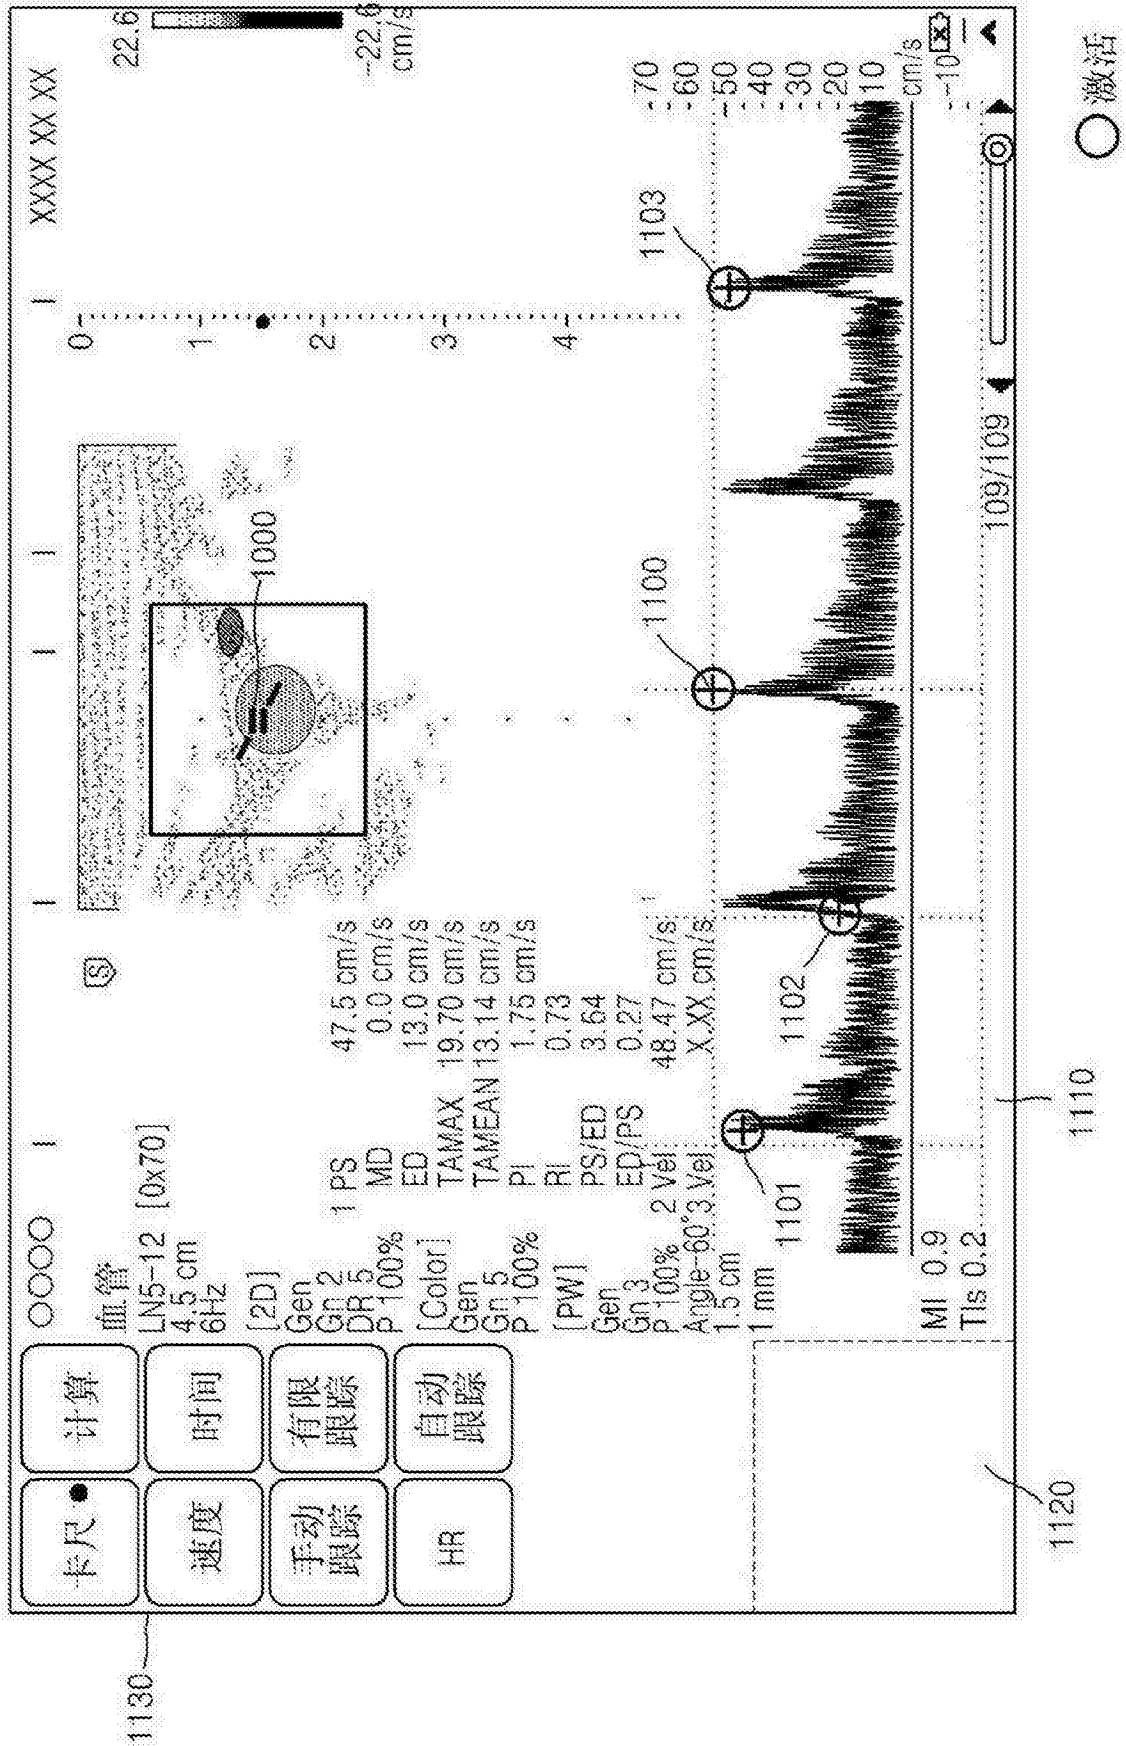 1130
卡尺
计算
速度
时间
手动
跟踪
有限
跟踪
HR
自动
跟踪
1120
XXXX XX XX
血管
LN5-12 [0x70]
4.5 cm
6Hz
[2D]
Gen
Gn 2
DR 5
P 100%
[Color]
Gen
Gn 5
P 100%
[PW]
Gen
Gn 3
P 100%
Angle-60°
1.5 cm
1 mm
S
1 PS 47.5 cm/s
MD 0.0 cm/s
ED 13.0 cm/s
TAMAX 19.70 cm/s
TAMEAN 13.14 cm/s
PI 1.75 cm/s
RI 0.73
PS/ED 3.64
ED/PS 0.27
2 Vel 48.47 cm/s
3 Vel X.XX cm/s
1000
0
1
2
3
4
22.6
-22.6
cm/s
1101
1102
1100
1103
-70
-60
-50
-40
-30
-20
-10
cm/s
-10
MI 0.9
TIs 0.2
109/109
1110
激活